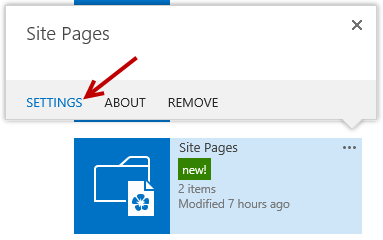 Site Pages
SETTINGS ABOUT REMOVE
Site Pages
new!
2 items
Modified 7 hours ago